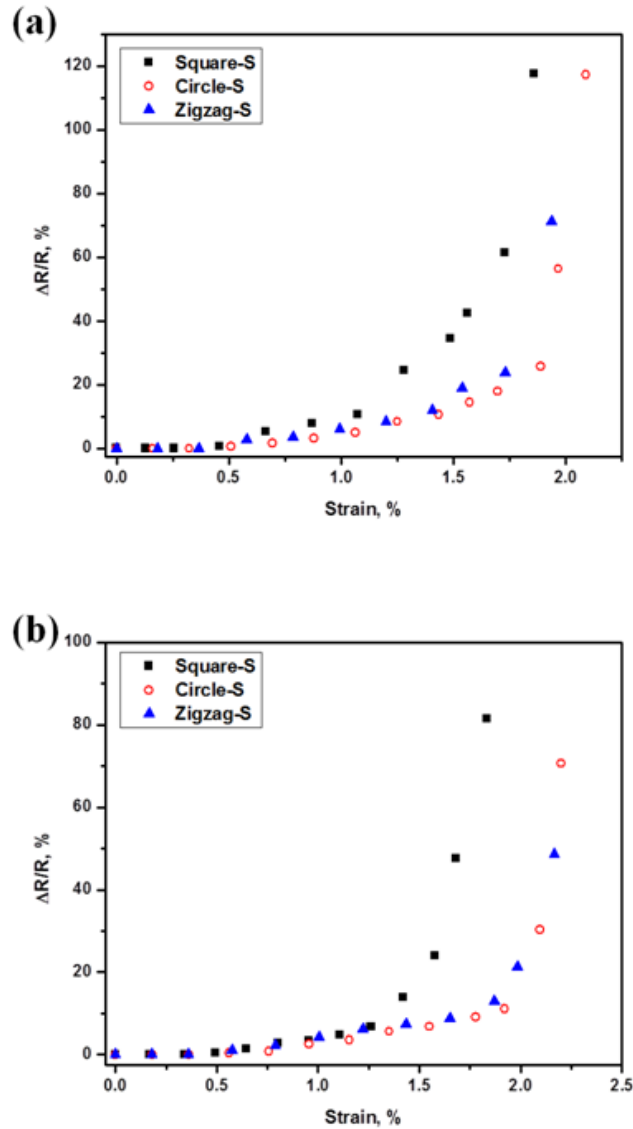 (a)
Square-S
Circle-S
Zigzag-S
120
100
80
60
40
20
0
ΔR/R, %
0.0 0.5 1.0 1.5 2.0
Strain, %
(b)
Square-S
Circle-S
Zigzag-S
100
80
60
40
20
0
ΔR/R, %
0.0 0.5 1.0 1.5 2.0 2.5
Strain, %